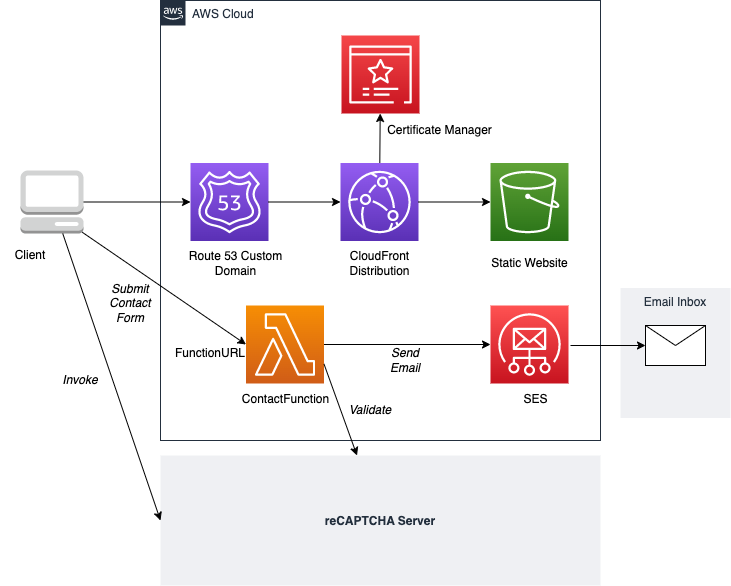 aws
AWS Cloud
Certificate Manager
53
Client
Route 53 Custom
Domain
CloudFront
Distribution
Static Website
Submit
Contact
Form
Email Inbox
FunctionURL
Send
Email
Invoke
ContactFunction
Validate
SES
reCAPTCHA Server